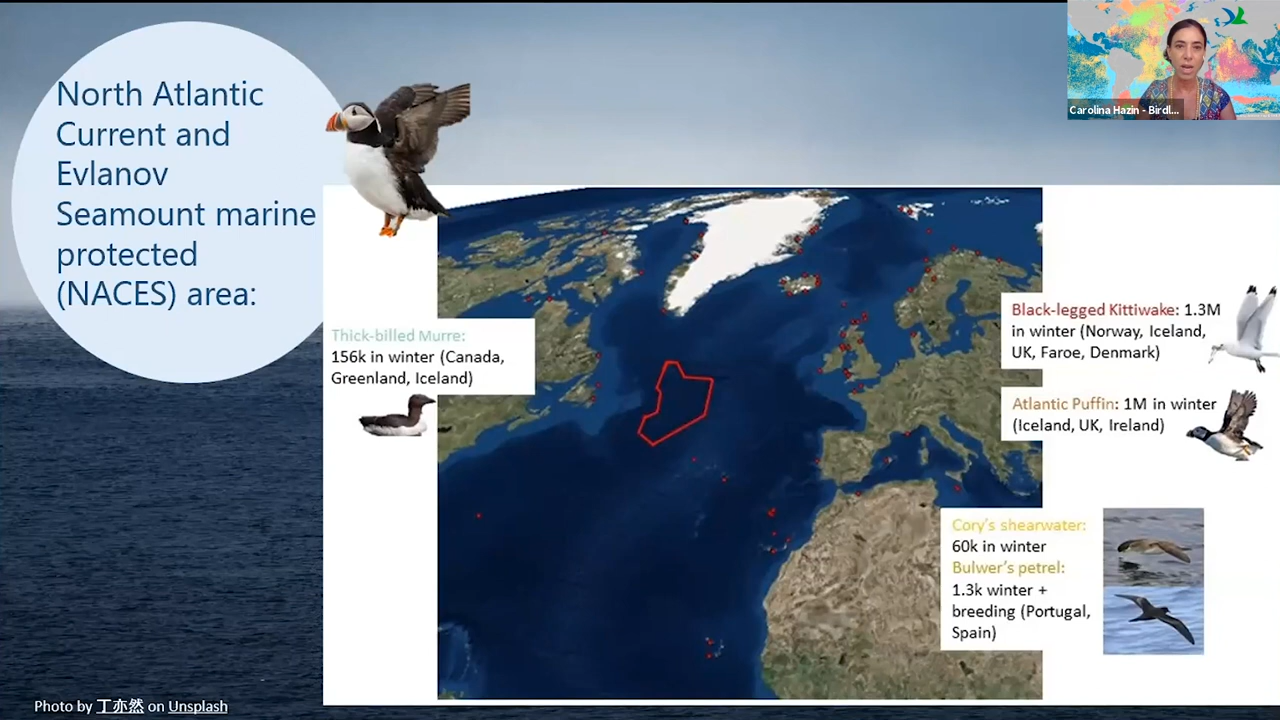 North Atlantic
Current and
Evlanov
Seamount marine
protected
(NACES) area:
Carolina Hazin - Birdl...
Thick-billed Murre:
156k in winter (Canada,
Greenland, Iceland)
Black-legged Kittiwake: 1.3M
in winter (Norway, Iceland,
UK, Faroe, Denmark)
Atlantic Puffin: 1M in winter
(Iceland, UK, Ireland)
Cory's shearwater:
60k in winter
Bulwer's petrel:
1.3k winter +
breeding (Portugal,
Spain)
Photo by 丁亦然 on Unsplash